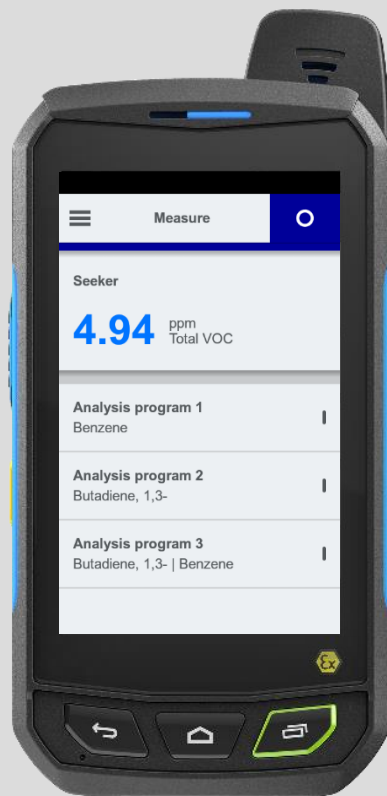 Measure
Seeker
4.94
ppm
Total VOC
Analysis program 1
Benzene
Analysis program 2
Butadiene, 1,3-
Analysis program 3
Butadiene, 1,3- | Benzene
Ex